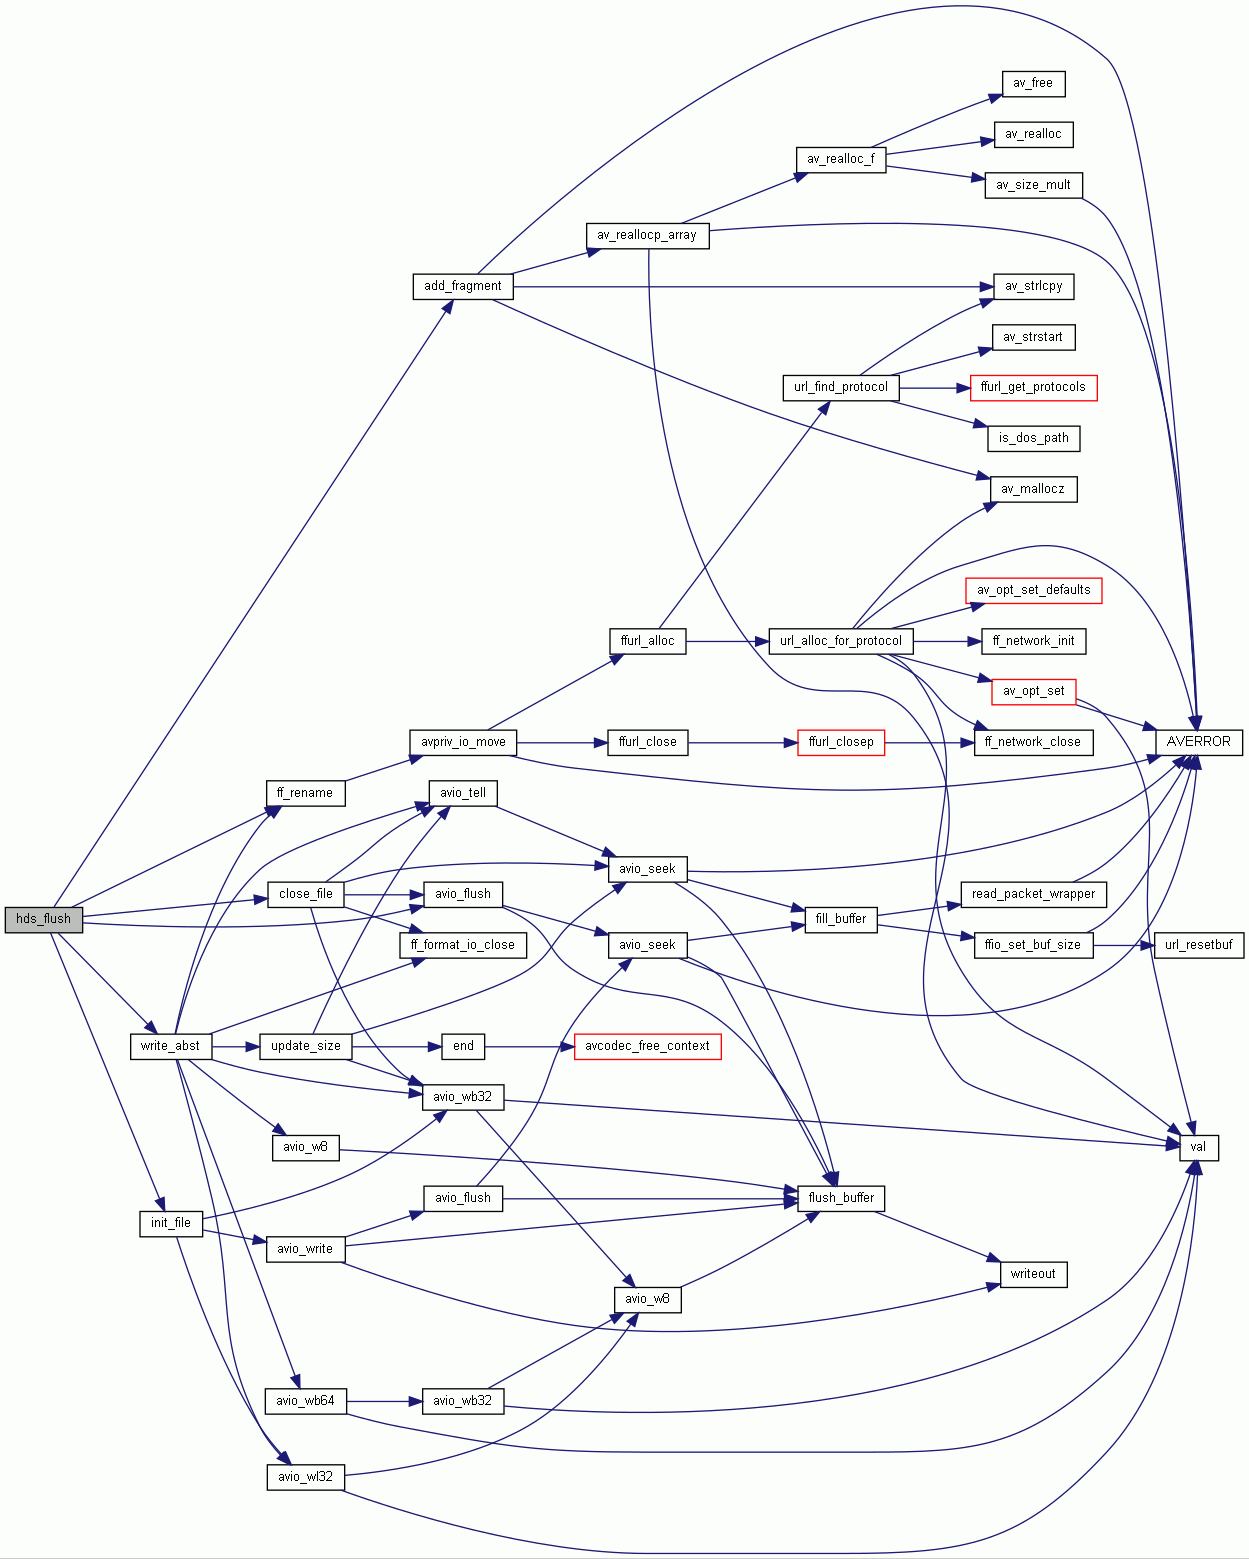 av_free
av_realloc
av_realloc_f
av_size_mult
av_reallocp_array
add_fragment
av_strlcpy
av_strstart
url_find_protocol
ffurl_get_protocols
is_dos_path
av_mallocz
av_opt_set_defaults
ffurl_alloc
url_alloc_for_protocol
ff_network_init
av_opt_set
avpriv_io_move
ffurl_close
ffurl_closep
ff_network_close
AVERROR
ff_rename
avio_tell
avio_seek
close_file
avio_flush
read_packet_wrapper
hds_flush
fill_buffer
ff_format_io_close
avio_seek
ffio_set_buf_size
url_resetbuf
write_abst
update_size
end
avcodec_free_context
avio_wb32
avio_w8
val
avio_flush
flush_buffer
init_file
avio_write
writeout
avio_w8
avio_wb64
avio_wb32
avio_wl32